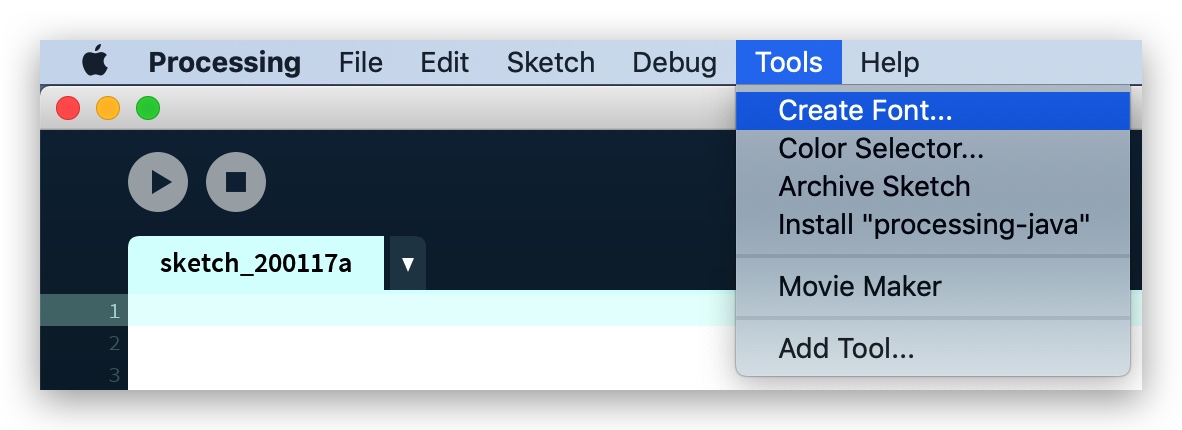 Processing File Edit Sketch Debug Tools Help
Create Font...
Color Selector...
Archive Sketch
Install "processing-java"
Movie Maker
Add Tool...
sketch_200117a
1
2
3